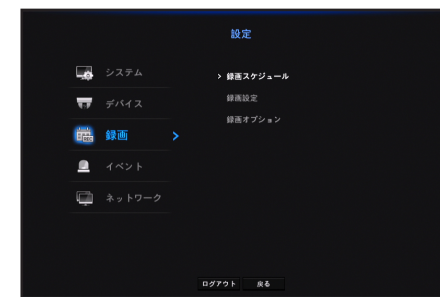 設定
システム
デバイス
録画 >
イベント
ネットワーク
> 録画スケジュール
録画設定
録画オプション
ログアウト 戻る